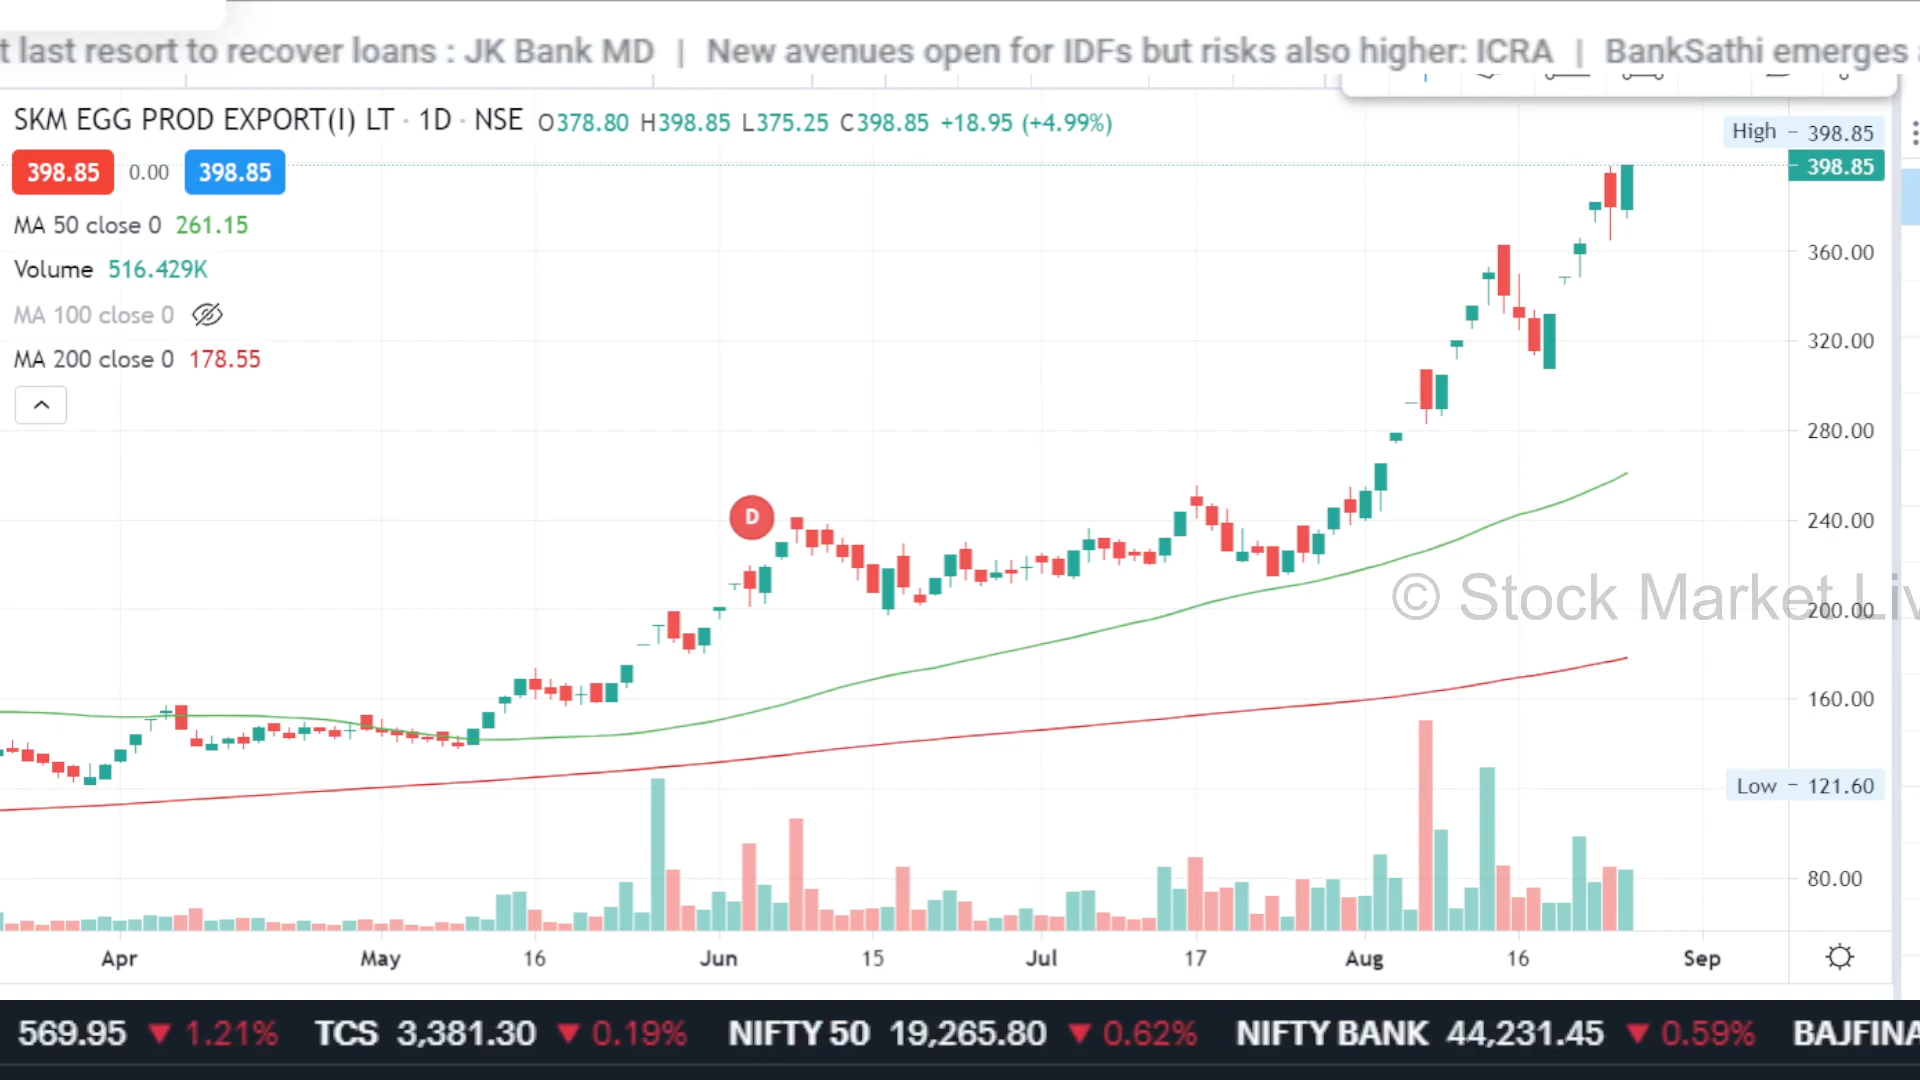 t last resort to recover loans : JK Bank MD | New avenues open for IDFs but risks also higher: ICRA | BankSathi emerges
SKM EGG PROD EXPORT(I) LT · 1D · NSE O378.80 H398.85 L375.25 C398.85 +18.95 (+4.99%)
High - 398.85
398.85 0.00 398.85
398.85
MA 50 close 0 261.15
Volume 516.429K
MA 100 close 0
MA 200 close 0 178.55
360.00
320.00
280.00
D
240.00
© Stock Market Liv
200.00
160.00
Low - 121.60
80.00
Apr May 16 Jun 15 Jul 17 Aug 16 Sep
569.95 ▼ 1.21% TCS 3,381.30 ▼ 0.19% NIFTY 50 19,265.80 ▼ 0.62% NIFTY BANK 44,231.45 ▼ 0.59% BAJFINA